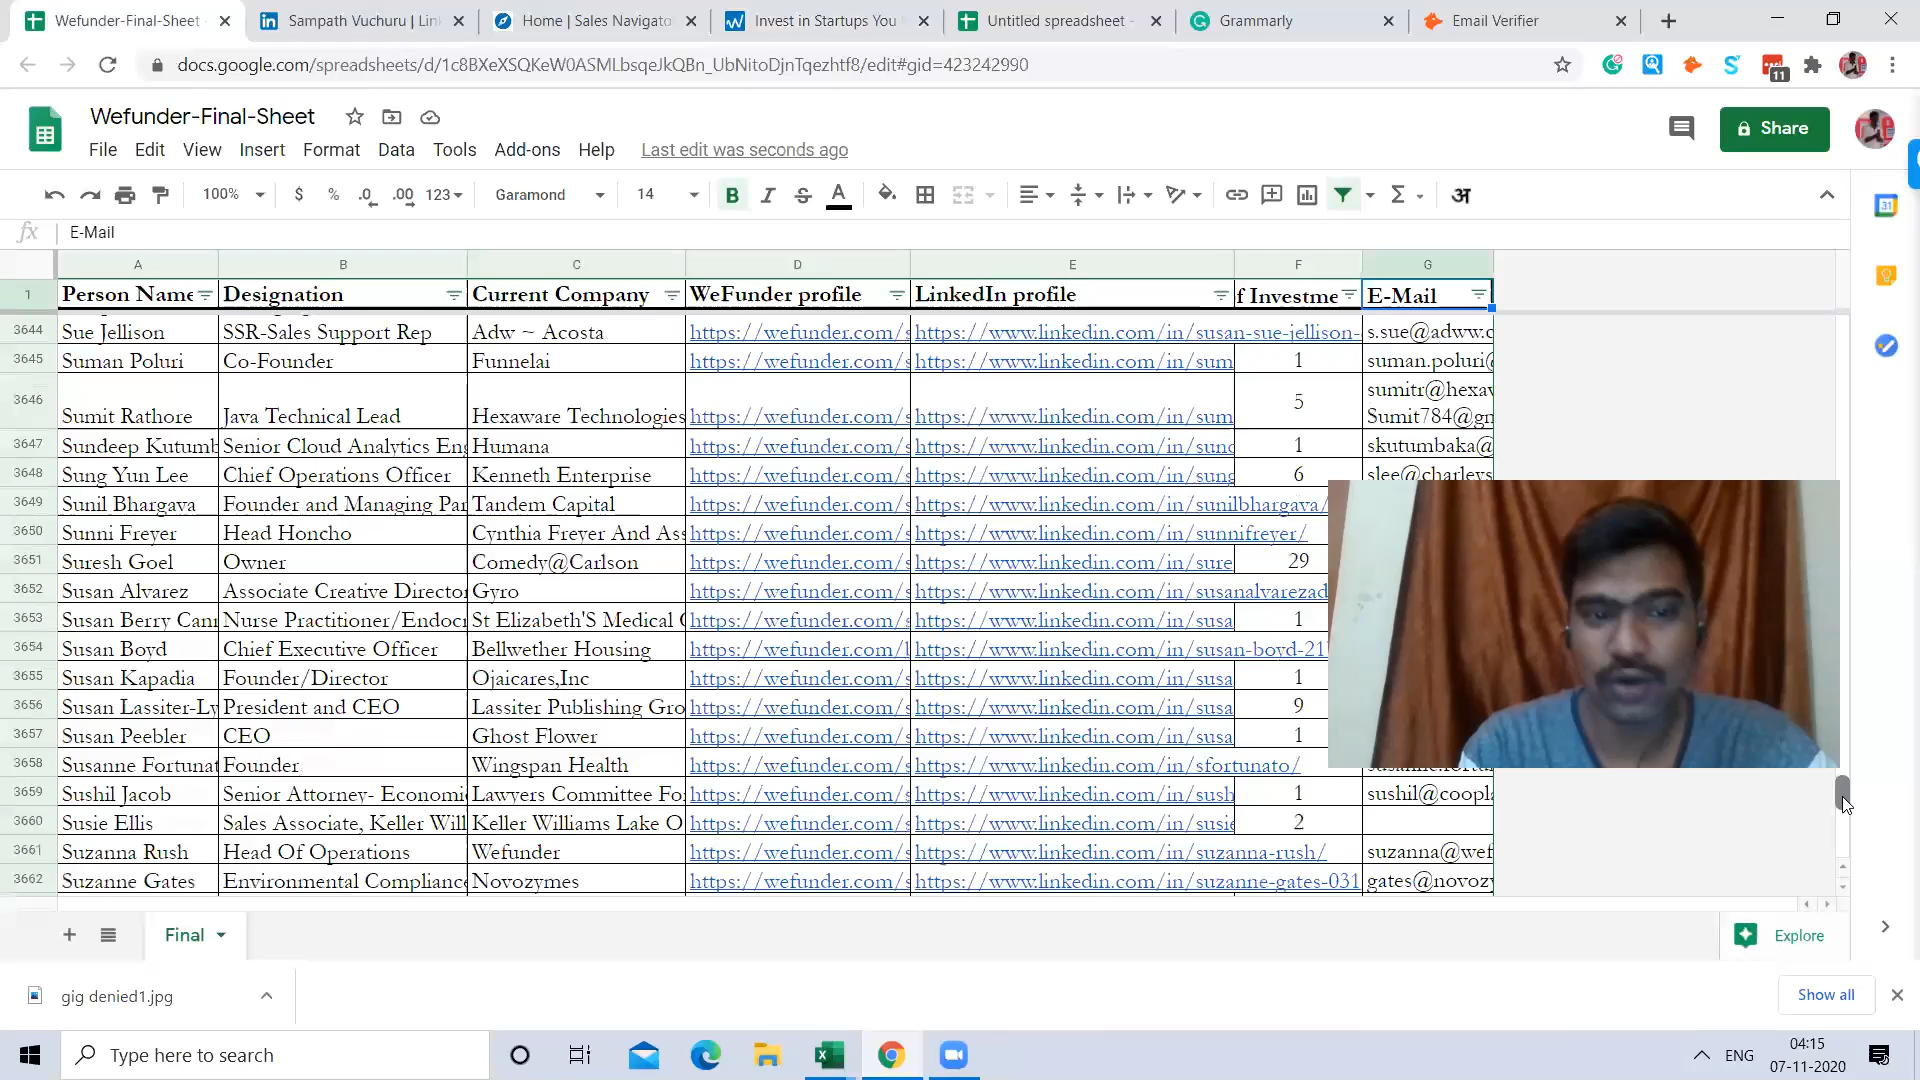 Wefunder-Final-Sheet
Sampath Vuchuru | Lin
Home | Sales Navigato
Invest in Startups You
Untitled spreadsheet -
Grammarly
Email Verifier
docs.google.com/spreadsheets/d/1c8BXeXSQKeW0ASMLbsqeJkQBn_UbNitoDjnTqezhtf8/edit#gid=423242990
11
Wefunder-Final-Sheet
Share
File Edit View Insert Format Data Tools Add-ons Help Last edit was seconds ago
100% $ % .0 .00 123 Garamond 14 B I S A Σ अ
31
fx E-Mail
A B C D E F G
1 Person Name Designation Current Company WeFunder profile LinkedIn profile f Investme E-Mail
3644 Sue Jellison SSR-Sales Support Rep Adw ~ Acosta https://wefunder.com/s https://www.linkedin.com/in/susan-sue-jellison- s.sue@adww.c
3645 Suman Poluri Co-Founder Funnelai https://wefunder.com/s https://www.linkedin.com/in/sum 1 suman.poluri@
sumitr@hexav
3646 Sumit Rathore Java Technical Lead Hexaware Technologies https://wefunder.com/s https://www.linkedin.com/in/sum 5 Sumit784@gm
3647 Sundeep Kutumb Senior Cloud Analytics Eng Humana https://wefunder.com/s https://www.linkedin.com/in/sund 1 skutumbaka@
3648 Sung Yun Lee Chief Operations Officer Kenneth Enterprise https://wefunder.com/s https://www.linkedin.com/in/sung 6 slee@charleys
3649 Sunil Bhargava Founder and Managing Par Tandem Capital https://wefunder.com/s https://www.linkedin.com/in/sunilbhargava/
3650 Sunni Freyer Head Honcho Cynthia Freyer And Ass https://wefunder.com/s https://www.linkedin.com/in/sunnifreyer/
3651 Suresh Goel Owner Comedy@Carlson https://wefunder.com/s https://www.linkedin.com/in/sure 29
3652 Susan Alvarez Associate Creative Director Gyro https://wefunder.com/s https://www.linkedin.com/in/susanalvarezad
3653 Susan Berry Cann Nurse Practitioner/Endocr St Elizabeth'S Medical C https://wefunder.com/s https://www.linkedin.com/in/susa 1
3654 Susan Boyd Chief Executive Officer Bellwether Housing https://wefunder.com/l https://www.linkedin.com/in/susan-boyd-21
3655 Susan Kapadia Founder/Director Ojaicares,Inc https://wefunder.com/s https://www.linkedin.com/in/susa 1
3656 Susan Lassiter-Ly President and CEO Lassiter Publishing Gro https://wefunder.com/s https://www.linkedin.com/in/susa 9
3657 Susan Peebler CEO Ghost Flower https://wefunder.com/s https://www.linkedin.com/in/susa 1
3658 Susanne Fortunat Founder Wingspan Health https://wefunder.com/s https://www.linkedin.com/in/sfortunato/
3659 Sushil Jacob Senior Attorney- Economic Lawyers Committee Fo https://wefunder.com/s https://www.linkedin.com/in/sush 1 sushil@coopla
3660 Susie Ellis Sales Associate, Keller Will Keller Williams Lake O https://wefunder.com/s https://www.linkedin.com/in/susie 2
3661 Suzanna Rush Head Of Operations Wefunder https://wefunder.com/s https://www.linkedin.com/in/suzanna-rush/ suzanna@wef
3662 Suzanne Gates Environmental Compliance Novozymes https://wefunder.com/s https://www.linkedin.com/in/suzanne-gates-031 gates@novozy
Final
Explore
gig denied1.jpg
Show all
Type here to search
ENG
04:15
07-11-2020